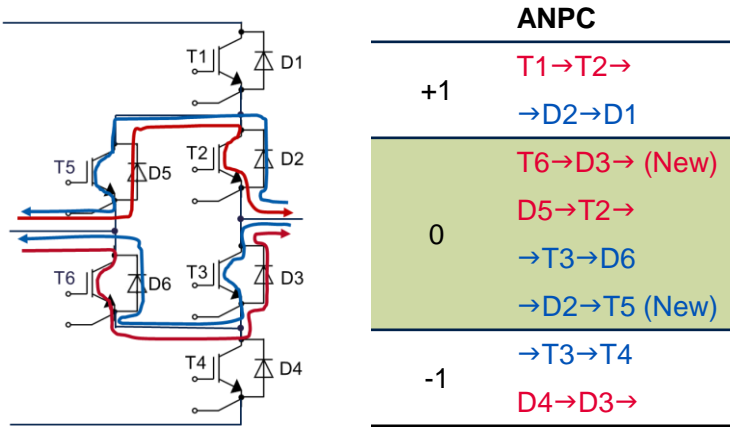 T1
D1
T5
D5
T2
D2
T6
D6
T3
D3
T4
D4
ANPC
+1
T1→T2→
→D2→D1
0
T6→D3→ (New)
D5→T2→
→T3→D6
→D2→T5 (New)
-1
→T3→T4
D4→D3→